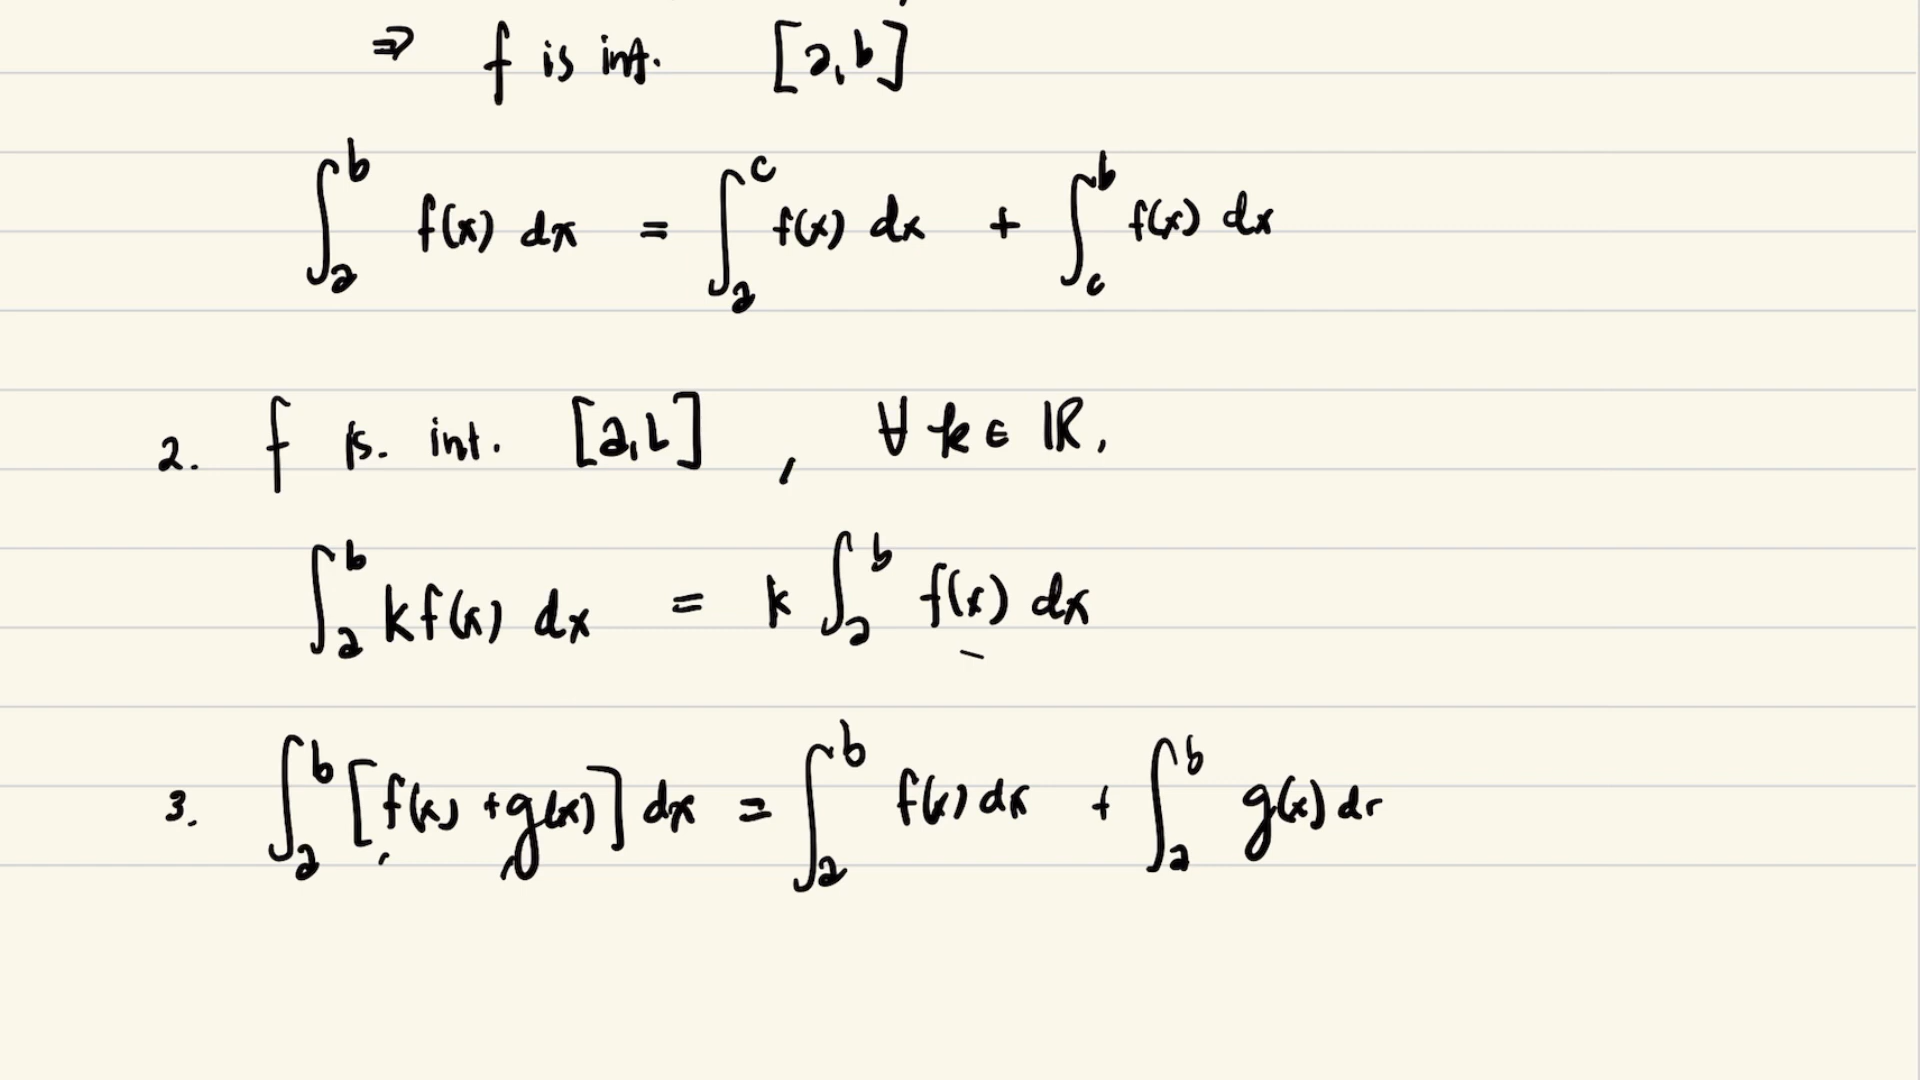 ⇒ f is int. [a,b]
∫_a^b f(x) dx = ∫_a^c f(x) dx + ∫_c^b f(x) dx
2. f is. int. [a,b] , ∀ k ∈ ℝ,
∫_a^b kf(x) dx = k ∫_a^b f(x) dx
3. ∫_a^b [f(x) + g(x)] dx = ∫_a^b f(x) dx + ∫_a^b g(x) dx